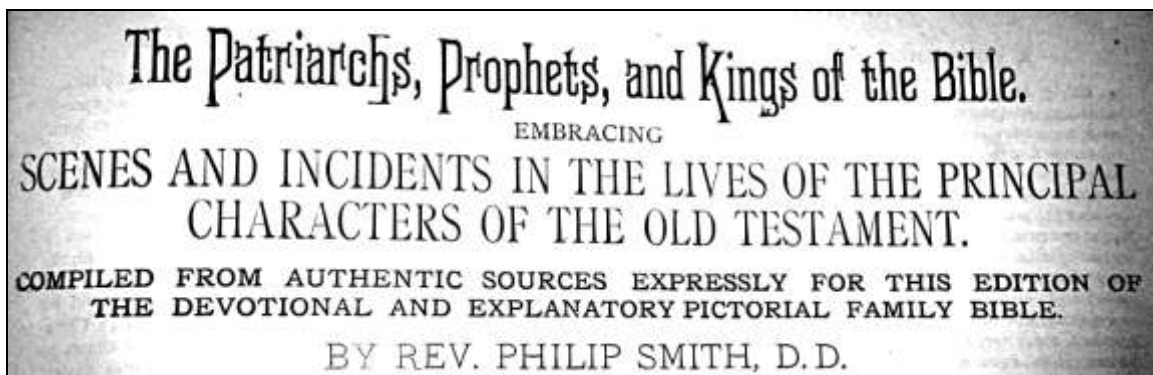 The Patriarchs, Prophets, and Kings of the Bible.
EMBRACING
SCENES AND INCIDENTS IN THE LIVES OF THE PRINCIPAL
CHARACTERS OF THE OLD TESTAMENT.
COMPILED FROM AUTHENTIC SOURCES EXPRESSLY FOR THIS EDITION OF
THE DEVOTIONAL AND EXPLANATORY PICTORIAL FAMILY BIBLE.
BY REV. PHILIP SMITH, D.D.